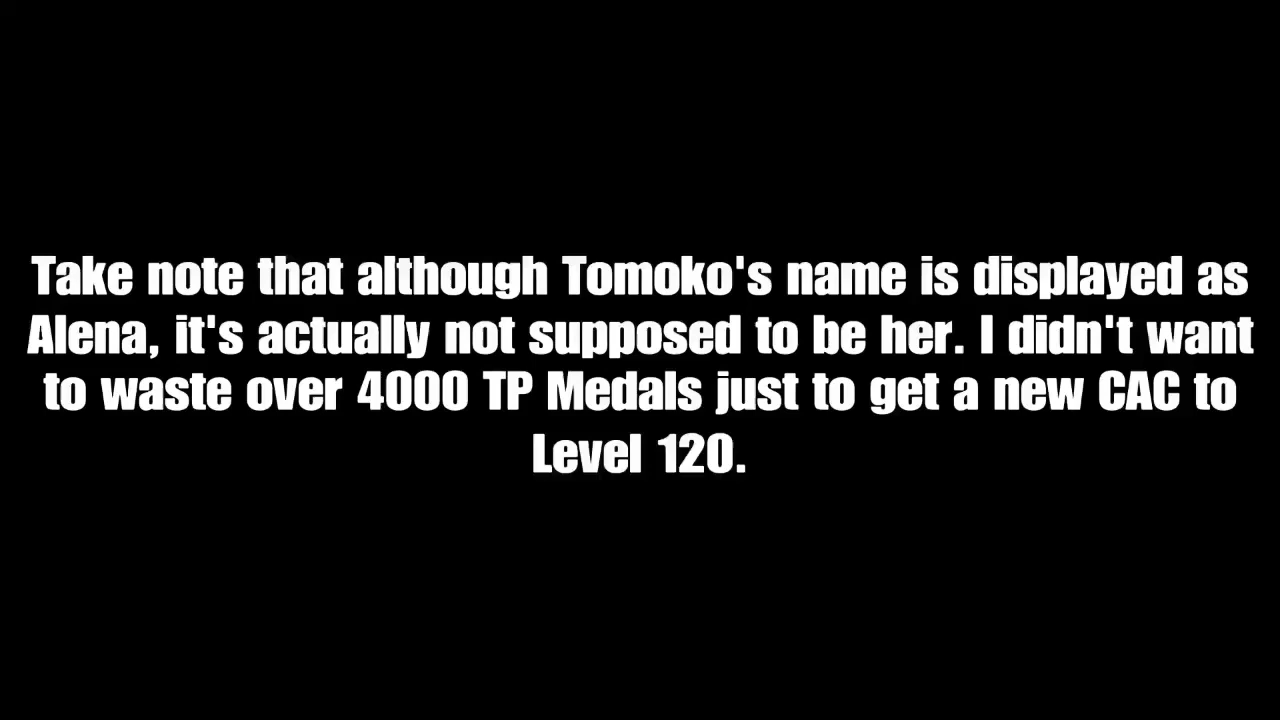 Take note that although Tomoko's name is displayed as
Alena, it's actually not supposed to be her. I didn't want
to waste over 4000 TP Medals just to get a new CAC to
Level 120.